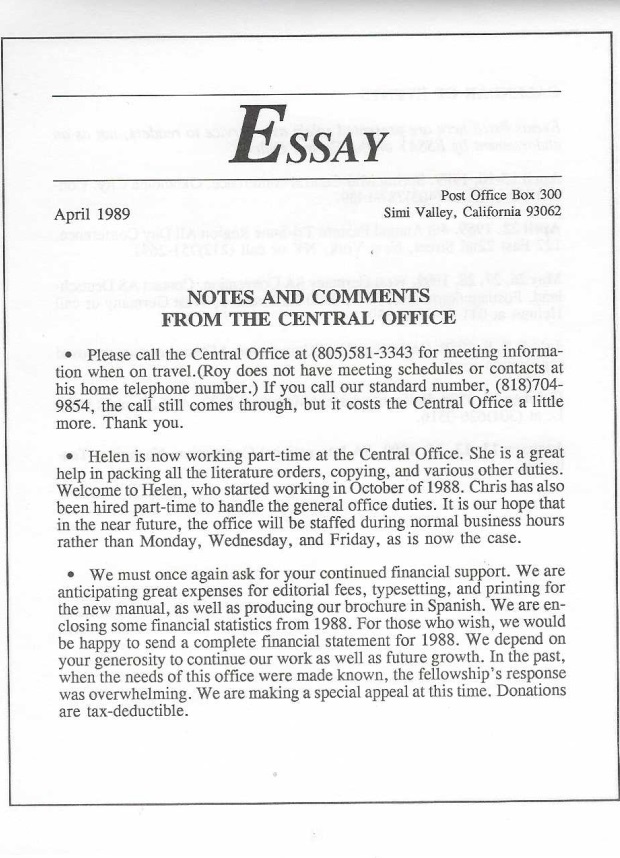 ESSAY
Post Office Box 300
April 1989
Simi Valley, California 93062
NOTES AND COMMENTS
FROM THE CENTRAL OFFICE
• Please call the Central Office at (805)581-3343 for meeting informa-
tion when on travel.(Roy does not have meeting schedules or contacts at
his home telephone number.) If you call our standard number, (818)704-
9854, the call still comes through, but it costs the Central Office a little
more. Thank you.
• Helen is now working part-time at the Central Office. She is a great
help in packing all the literature orders, copying, and various other duties.
Welcome to Helen, who started working in October of 1988. Chris has also
been hired part-time to handle the general office duties. It is our hope that
in the near future, the office will be staffed during normal business hours
rather than Monday, Wednesday, and Friday, as is now the case.
• We must once again ask for your continued financial support. We are
anticipating great expenses for editorial fees, typesetting, and printing for
the new manual, as well as producing our brochure in Spanish. We are en-
closing some financial statistics from 1988. For those who wish, we would
be happy to send a complete financial statement for 1988. We depend on
your generosity to continue our work as well as future growth. In the past,
when the needs of this office were made known, the fellowship's response
was overwhelming. We are making a special appeal at this time. Donations
are tax-deductible.